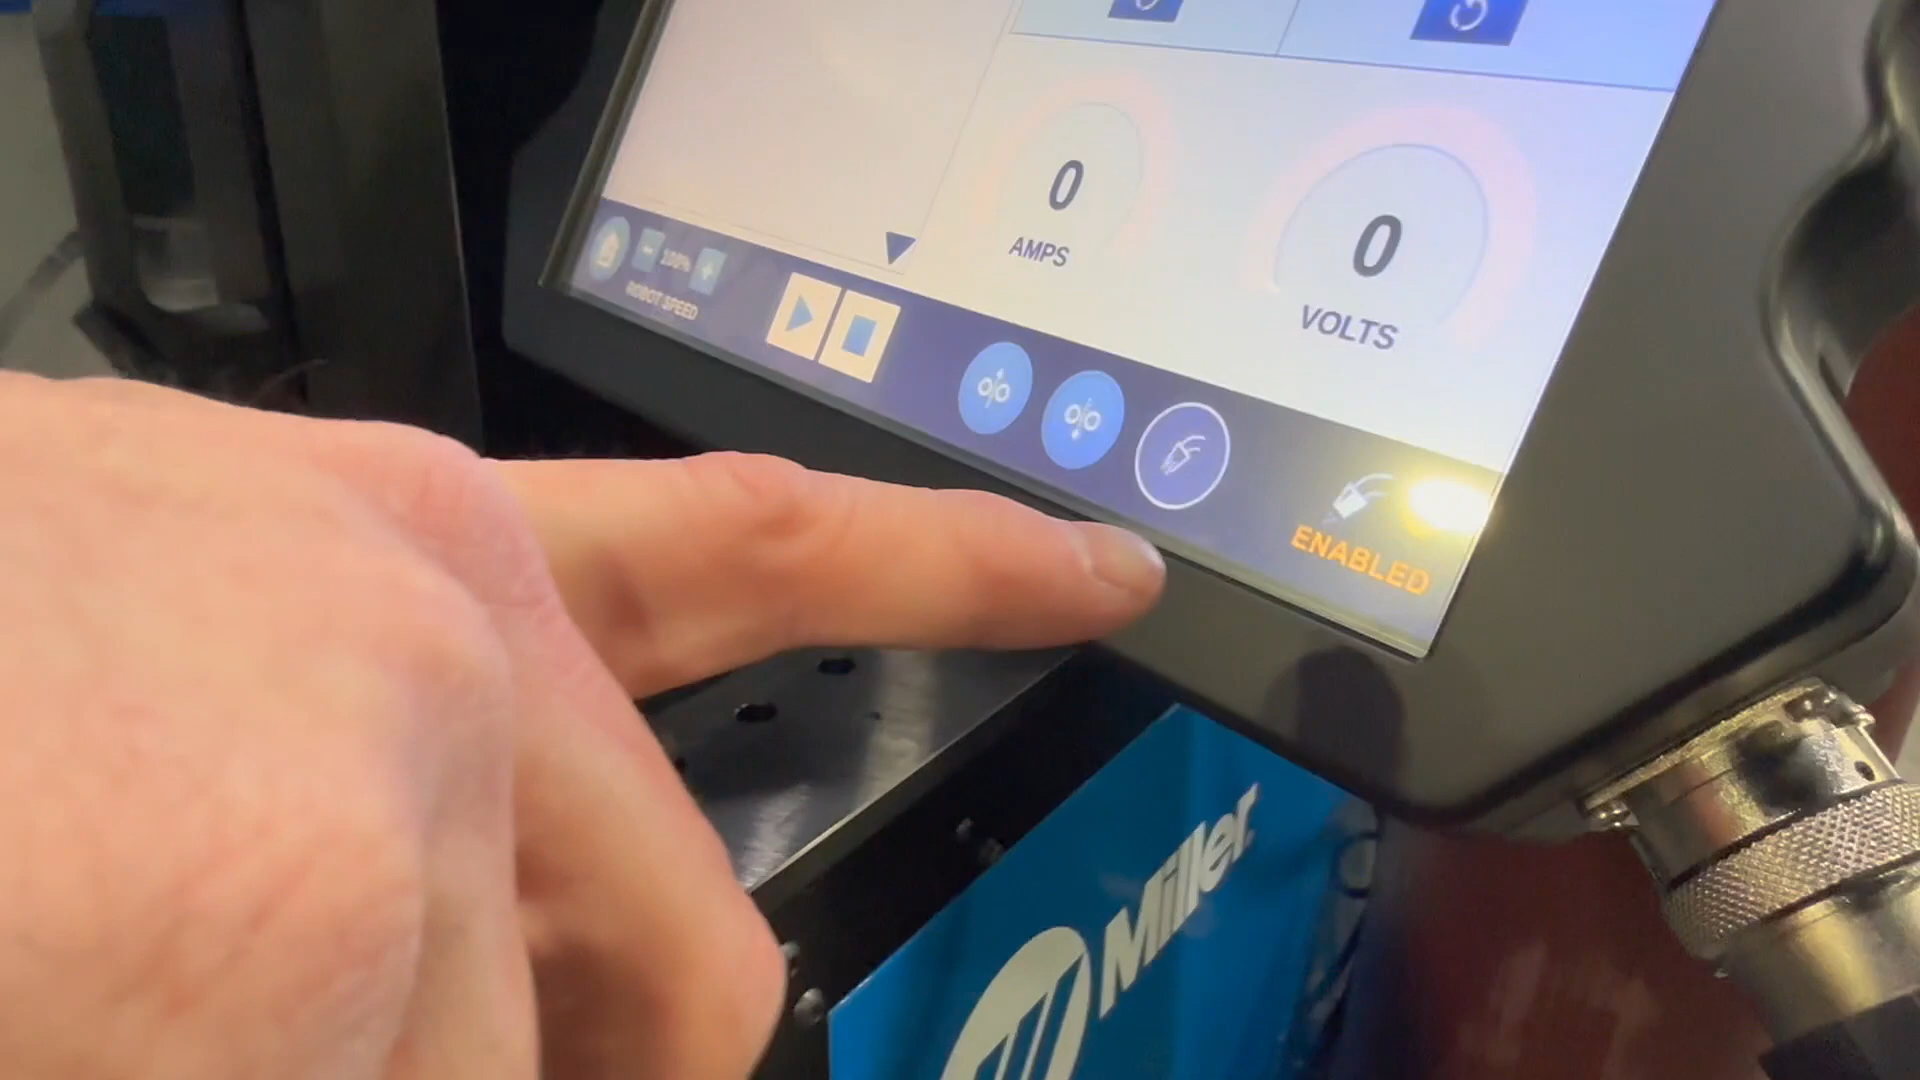 0
AMPS
0
VOLTS
100%
ROBOT SPEED
ENABLED
Miller